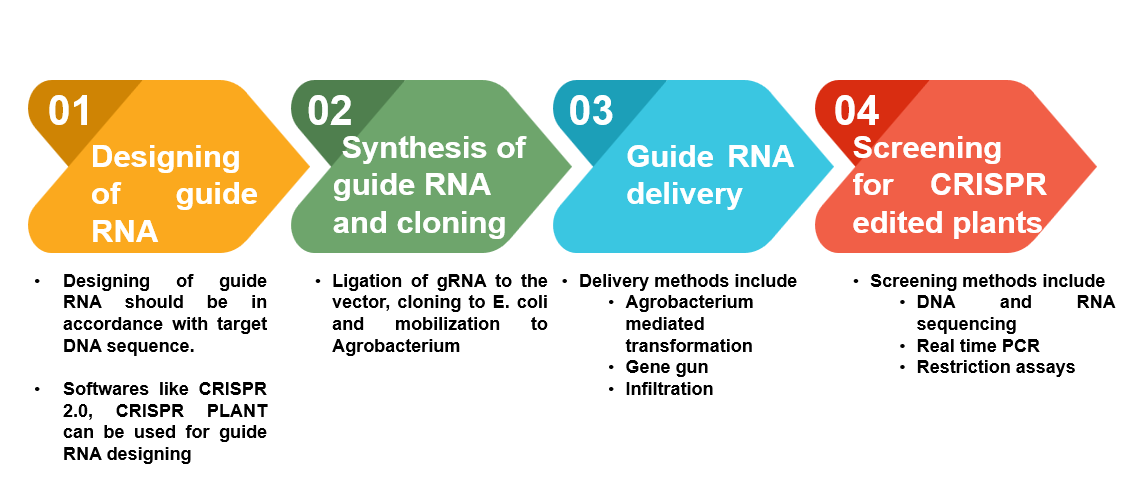 01
Designing
of guide
RNA
02
Synthesis of
guide RNA
and cloning
03
Guide RNA
delivery
04
Screening
for CRISPR
edited plants
• Designing of guide
RNA should be in
accordance with target
DNA sequence.
• Softwares like CRISPR
2.0, CRISPR PLANT
can be used for guide
RNA designing
• Ligation of gRNA to the
vector, cloning to E. coli
and mobilization to
Agrobacterium
• Delivery methods include
• Agrobacterium
mediated
transformation
• Gene gun
• Infiltration
• Screening methods include
• DNA and RNA
sequencing
• Real time PCR
• Restriction assays